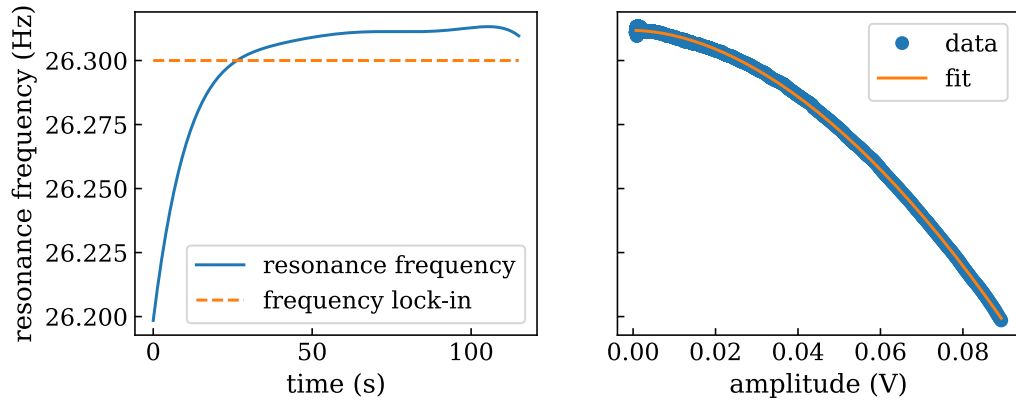 resonance frequency (Hz)
26.300
26.275
26.250
26.225
26.200
resonance frequency
frequency lock-in
0
50
100
time (s)
data
fit
0.00
0.02
0.04
0.06
0.08
amplitude (V)